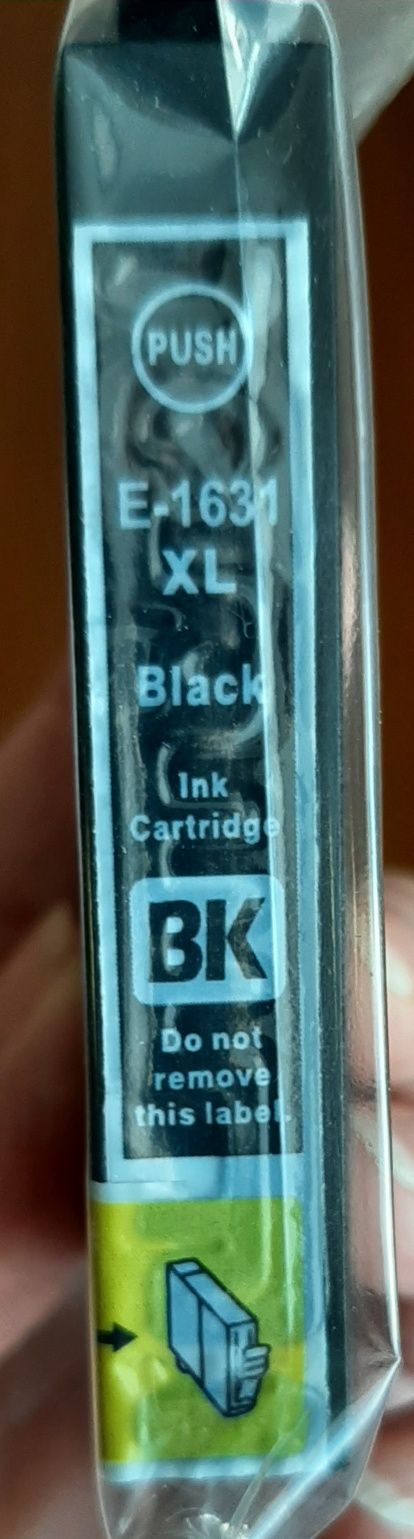 PUSH
E-1631
XL
Black
Ink
Cartridge
BK
Do not
remove
this label.